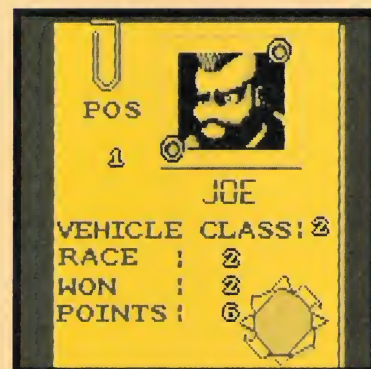 POS
1
JOE
VEHICLE CLASS: 2
RACE : 2
WON : 2
POINTS: 6